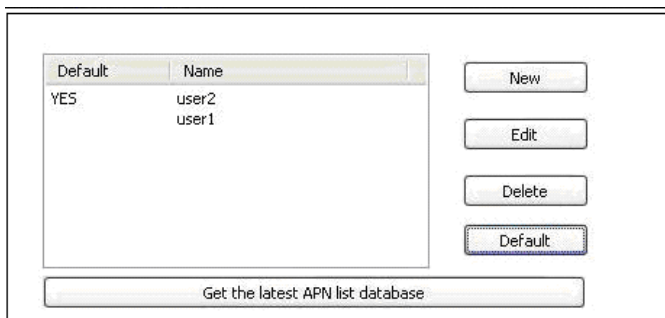 Default Name
YES user2
user1
New
Edit
Delete
Default
Get the latest APN list database